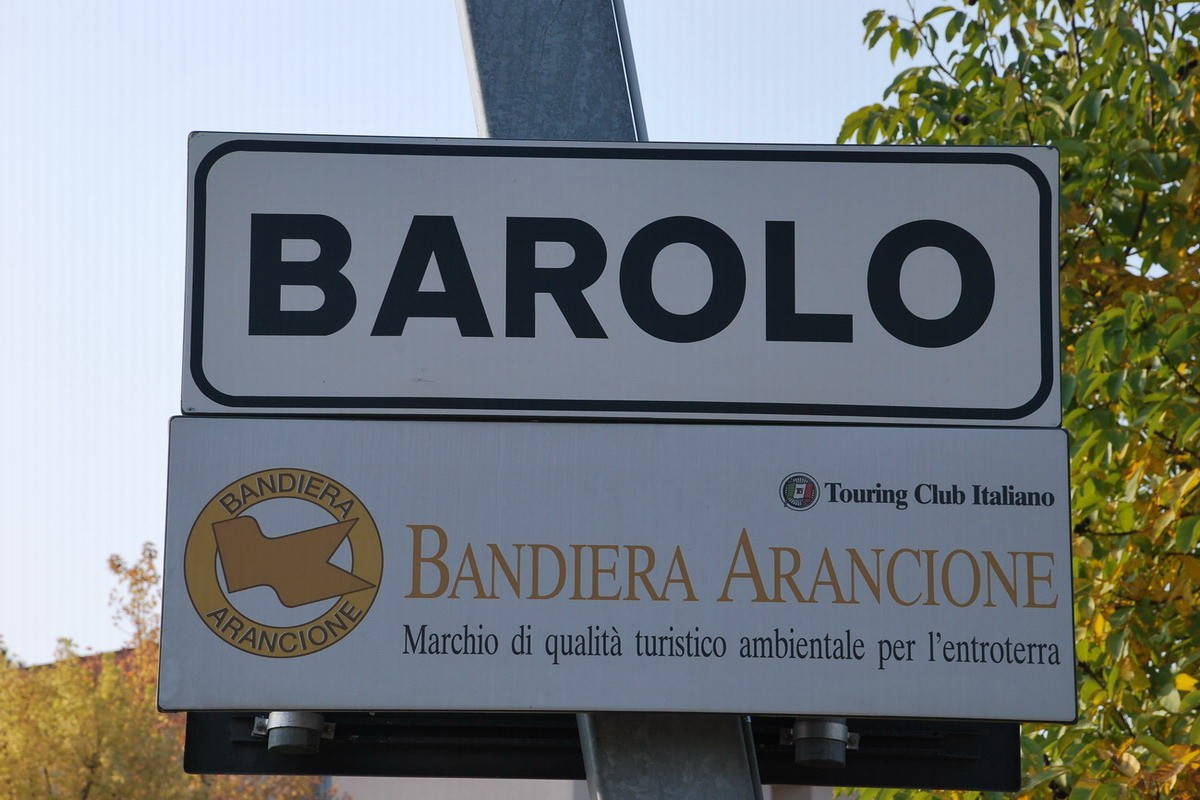 BAROLO
Touring Club Italiano
BANDIERA
ARANCIONE
BANDIERA ARANCIONE
Marchio di qualità turistico ambientale per l'entroterra